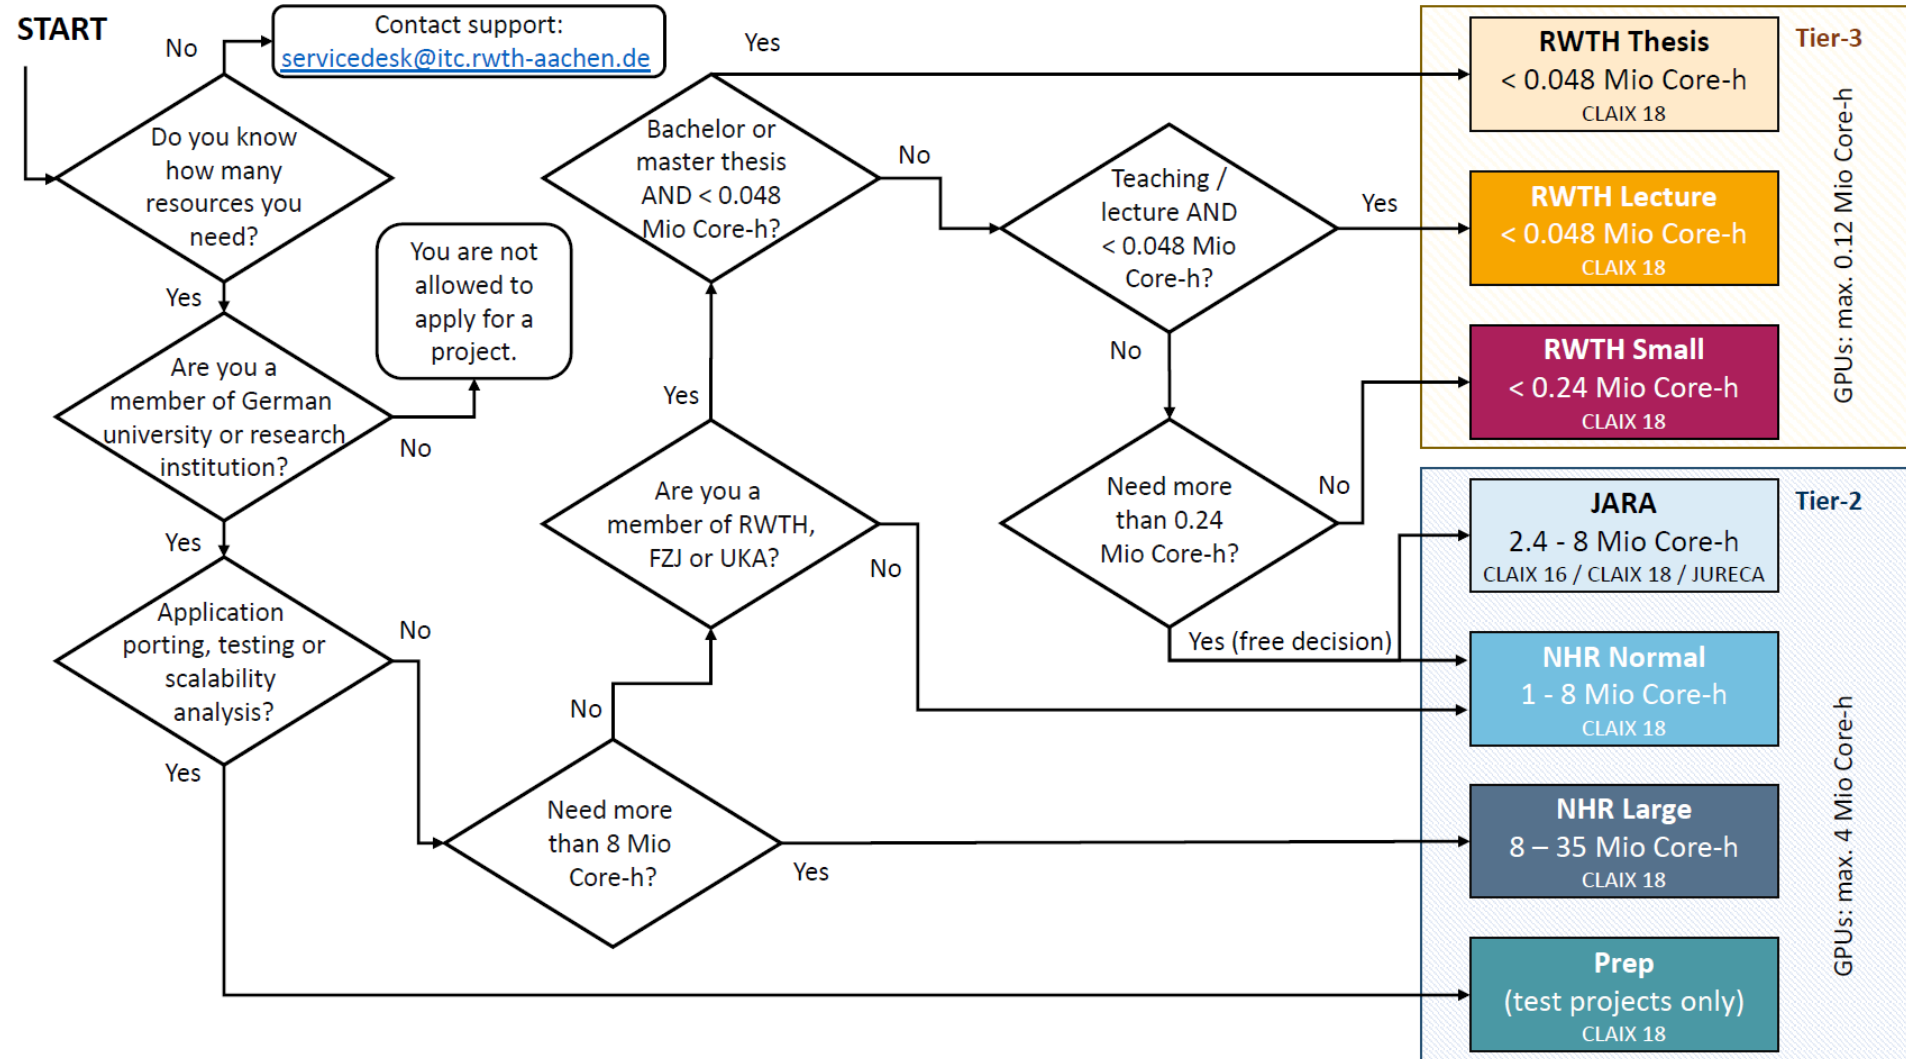 START
No
Contact support:
servicedesk@itc.rwth-aachen.de
Do you know
how many
resources you
need?
Yes
You are not
allowed to
apply for a
project.
Are you a
member of German
university or research
institution?
No
Yes
Application
porting, testing or
scalability
analysis?
No
Yes
Need more
than 8 Mio
Core-h?
No
Yes
Are you a
member of RWTH,
FZJ or UKA?
Yes
No
Bachelor or
master thesis
AND < 0.048
Mio Core-h?
Yes
No
Teaching /
lecture AND
< 0.048 Mio
Core-h?
Yes
No
Need more
than 0.24
Mio Core-h?
No
Yes (free decision)
Tier-3
RWTH Thesis
< 0.048 Mio Core-h
CLAIX 18
RWTH Lecture
< 0.048 Mio Core-h
CLAIX 18
RWTH Small
< 0.24 Mio Core-h
CLAIX 18
GPUs: max. 0.12 Mio Core-h
Tier-2
JARA
2.4 - 8 Mio Core-h
CLAIX 16 / CLAIX 18 / JURECA
NHR Normal
1 - 8 Mio Core-h
CLAIX 18
NHR Large
8 – 35 Mio Core-h
CLAIX 18
Prep
(test projects only)
CLAIX 18
GPUs: max. 4 Mio Core-h